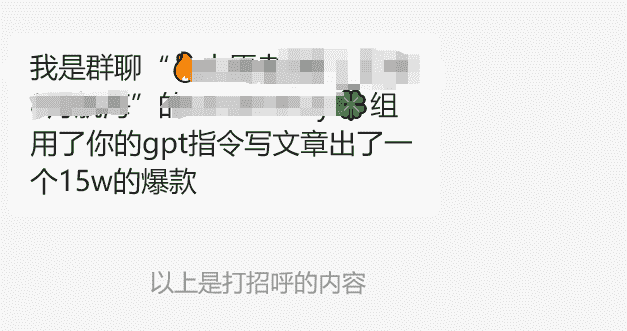 我是群聊“
”的 组
用了你的gpt指令写文章出了一
个15w的爆款
以上是打招呼的内容